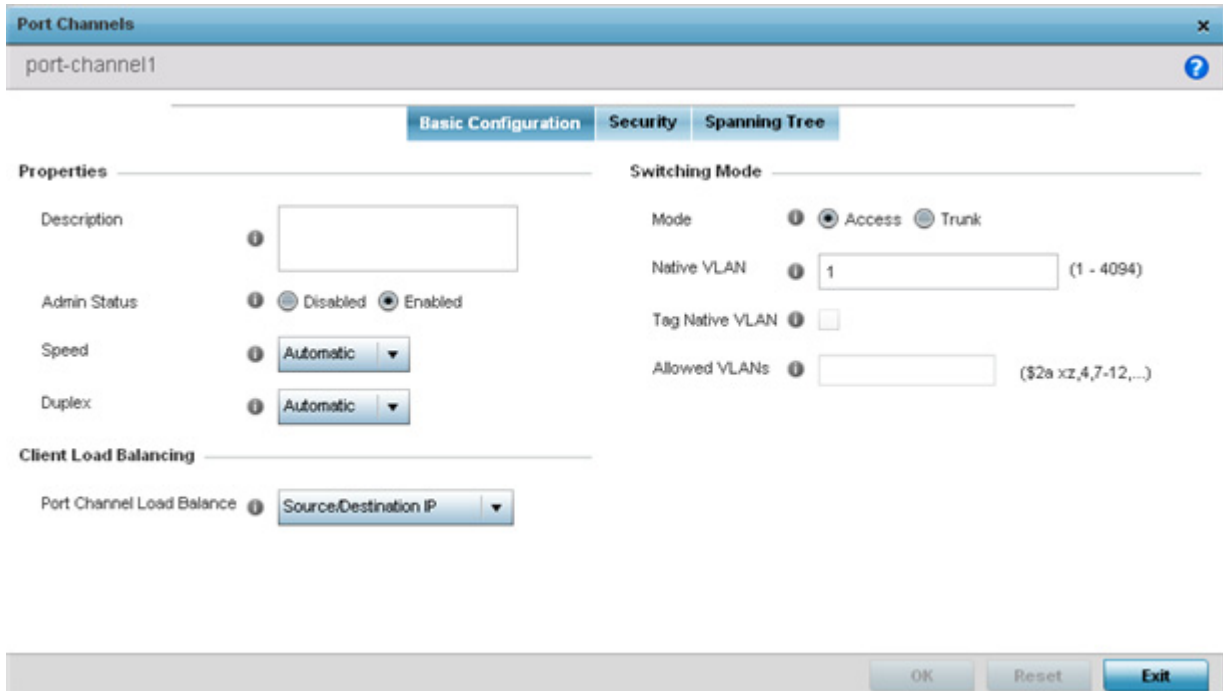 Port Channels
port-channel1
Basic Configuration Security Spanning Tree
Properties
Description
Admin Status Disabled Enabled
Speed Automatic
Duplex Automatic
Client Load Balancing
Port Channel Load Balance Source/Destination IP
Switching Mode
Mode Access Trunk
Native VLAN 1 (1 - 4094)
Tag Native VLAN
Allowed VLANs ($2a xz,4,7-12,...)
OK Reset Exit